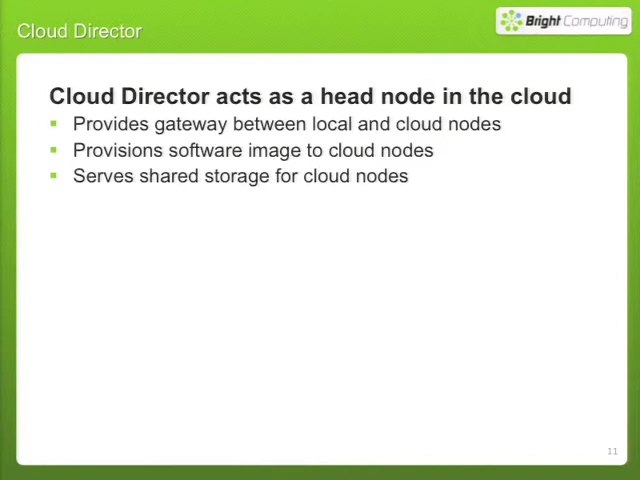 Cloud Director
Bright Computing
Cloud Director acts as a head node in the cloud
▪ Provides gateway between local and cloud nodes
▪ Provisions software image to cloud nodes
▪ Serves shared storage for cloud nodes
11